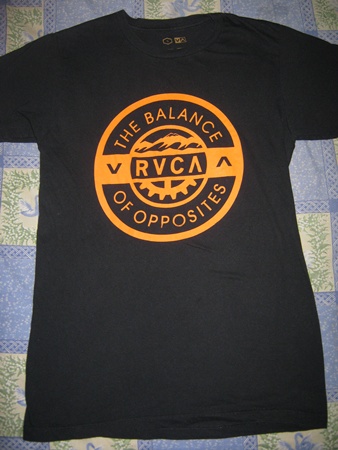 THE BALANCE
V RVCA Λ
OF OPPOSITES